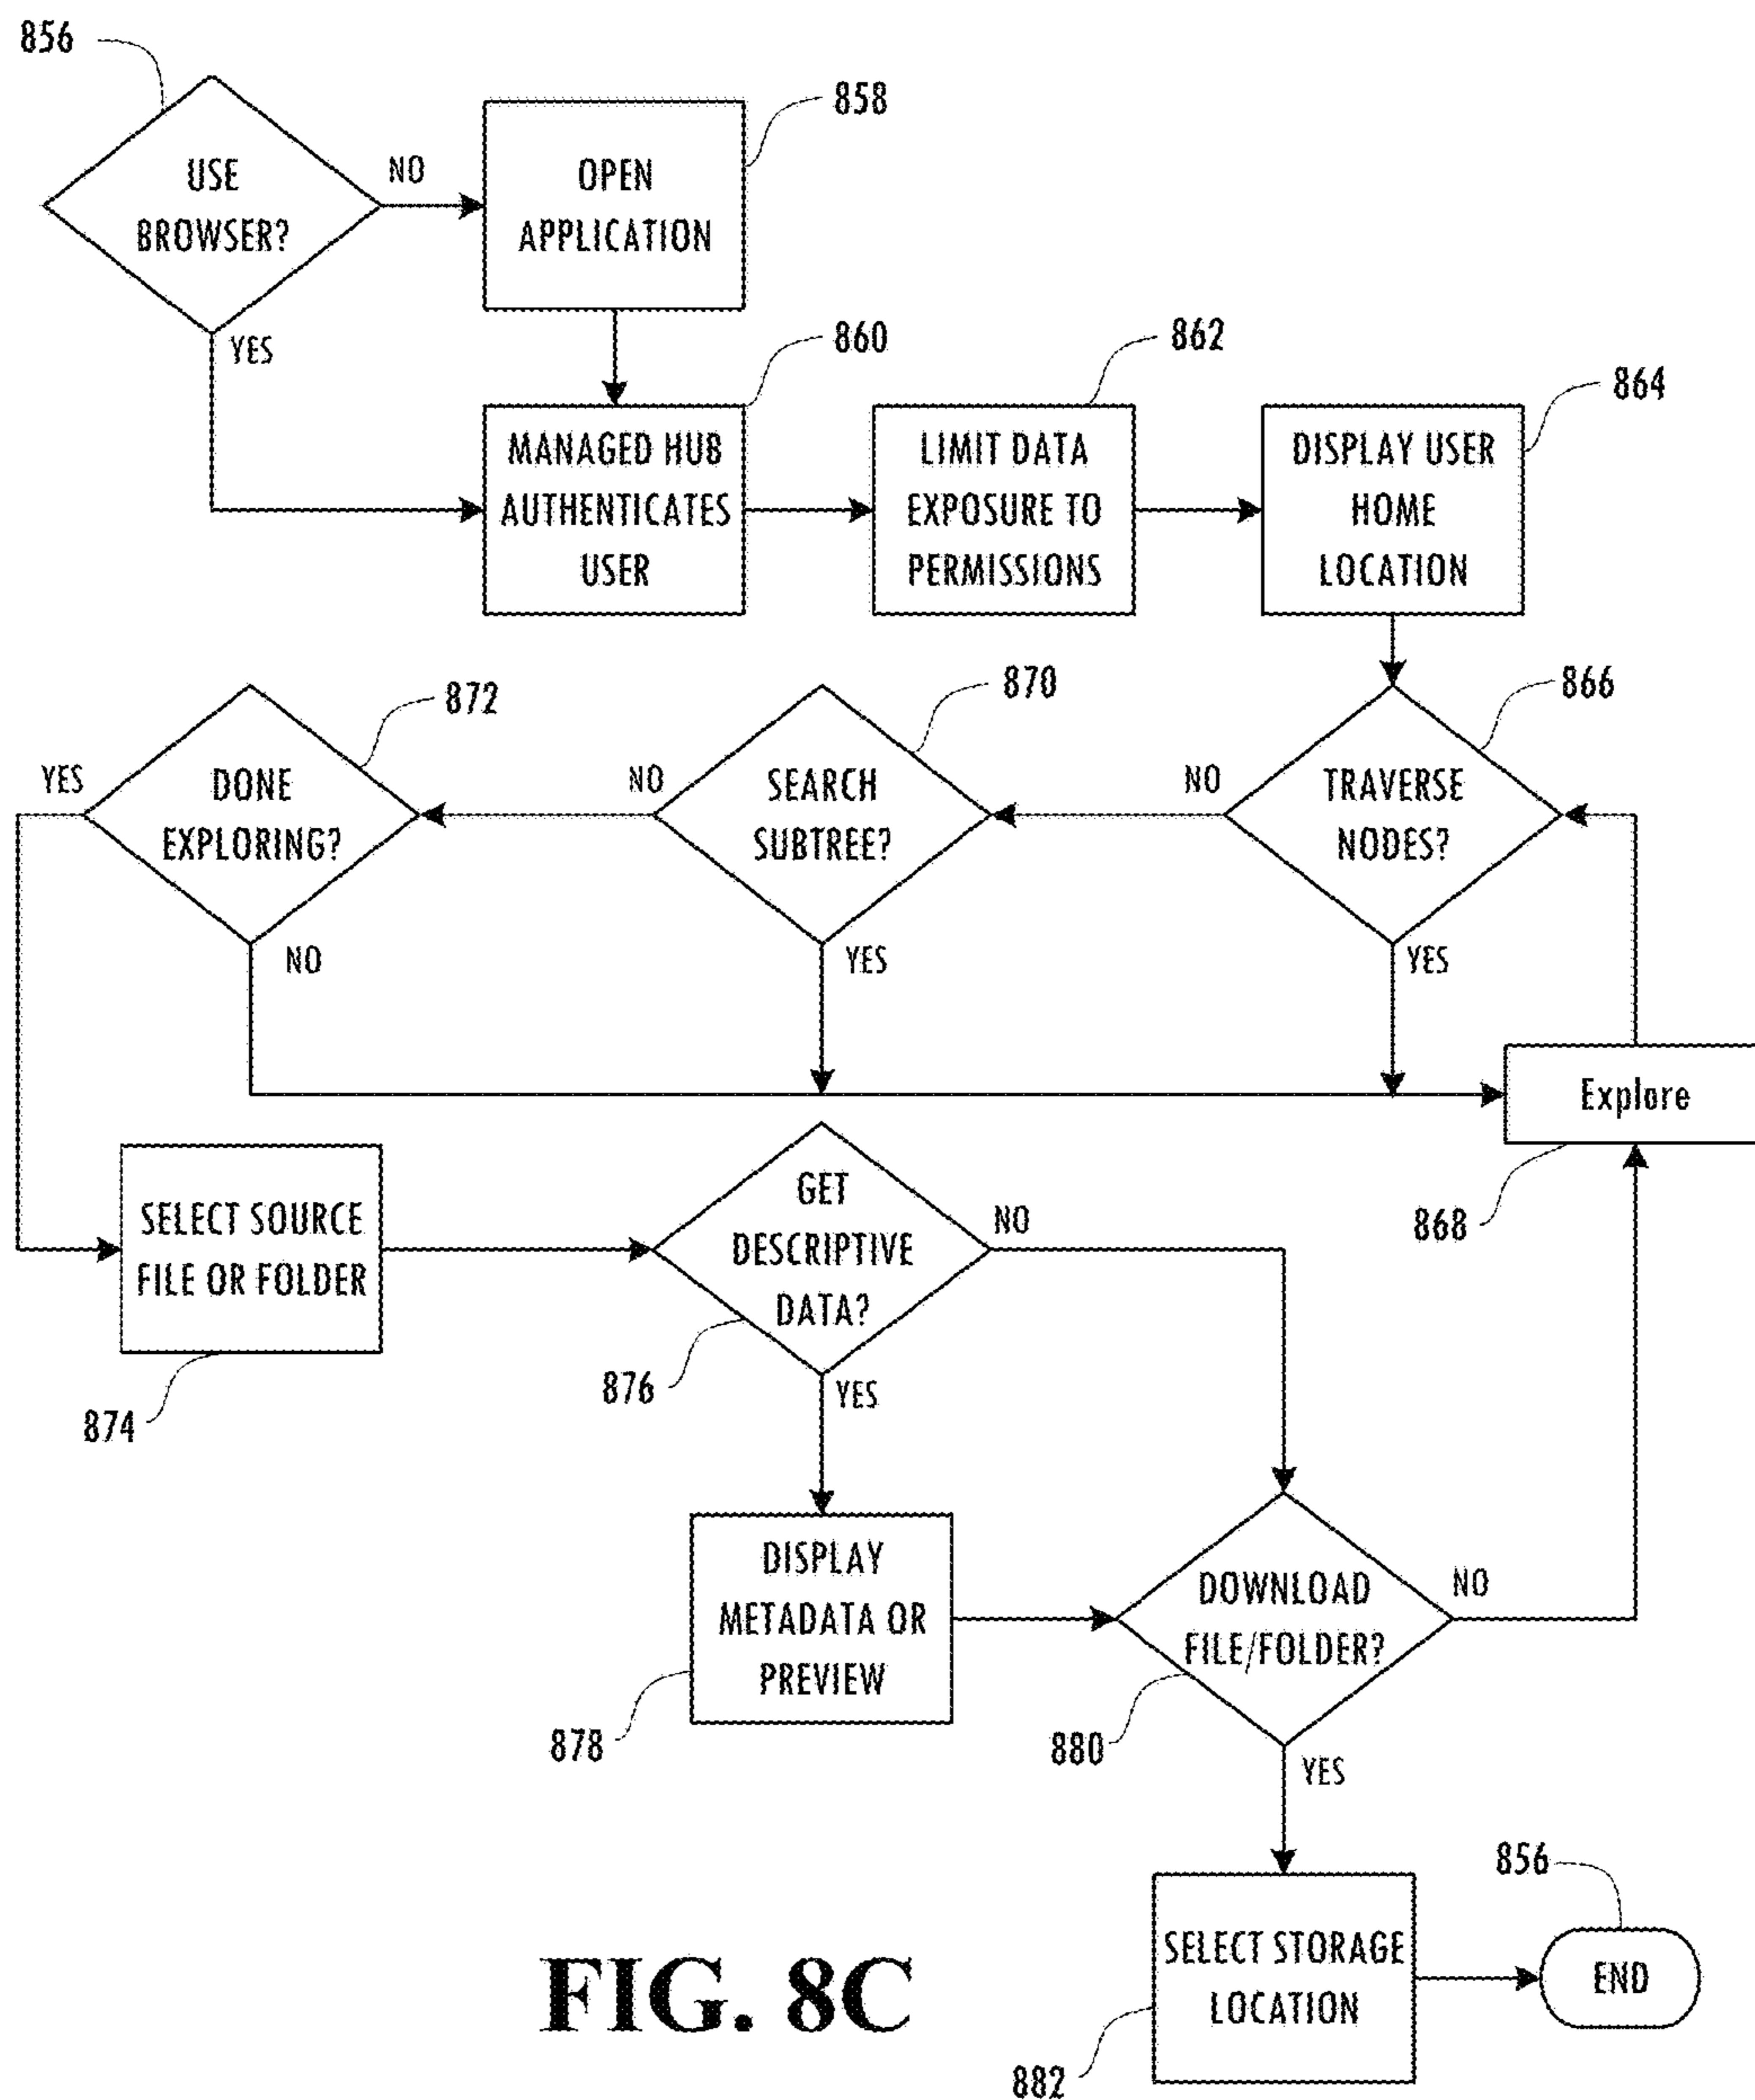 856
858
USE
BROWSER?
NO
OPEN
APPLICATION
YES
860
862
864
MANAGED HUB
AUTHENTICATES
USER
LIMIT DATA
EXPOSURE TO
PERMISSIONS
DISPLAY USER
HOME
LOCATION
872
870
866
YES
DONE
EXPLORING?
NO
SEARCH
SUBTREE?
NO
TRAVERSE
NODES?
NO
YES
YES
Explore
868
SELECT SOURCE
FILE OR FOLDER
874
GET
DESCRIPTIVE
DATA?
NO
876
YES
DISPLAY
METADATA OR
PREVIEW
878
DOWNLOAD
FILE/FOLDER?
NO
880
YES
SELECT STORAGE
LOCATION
882
856
END
FIG. 8C